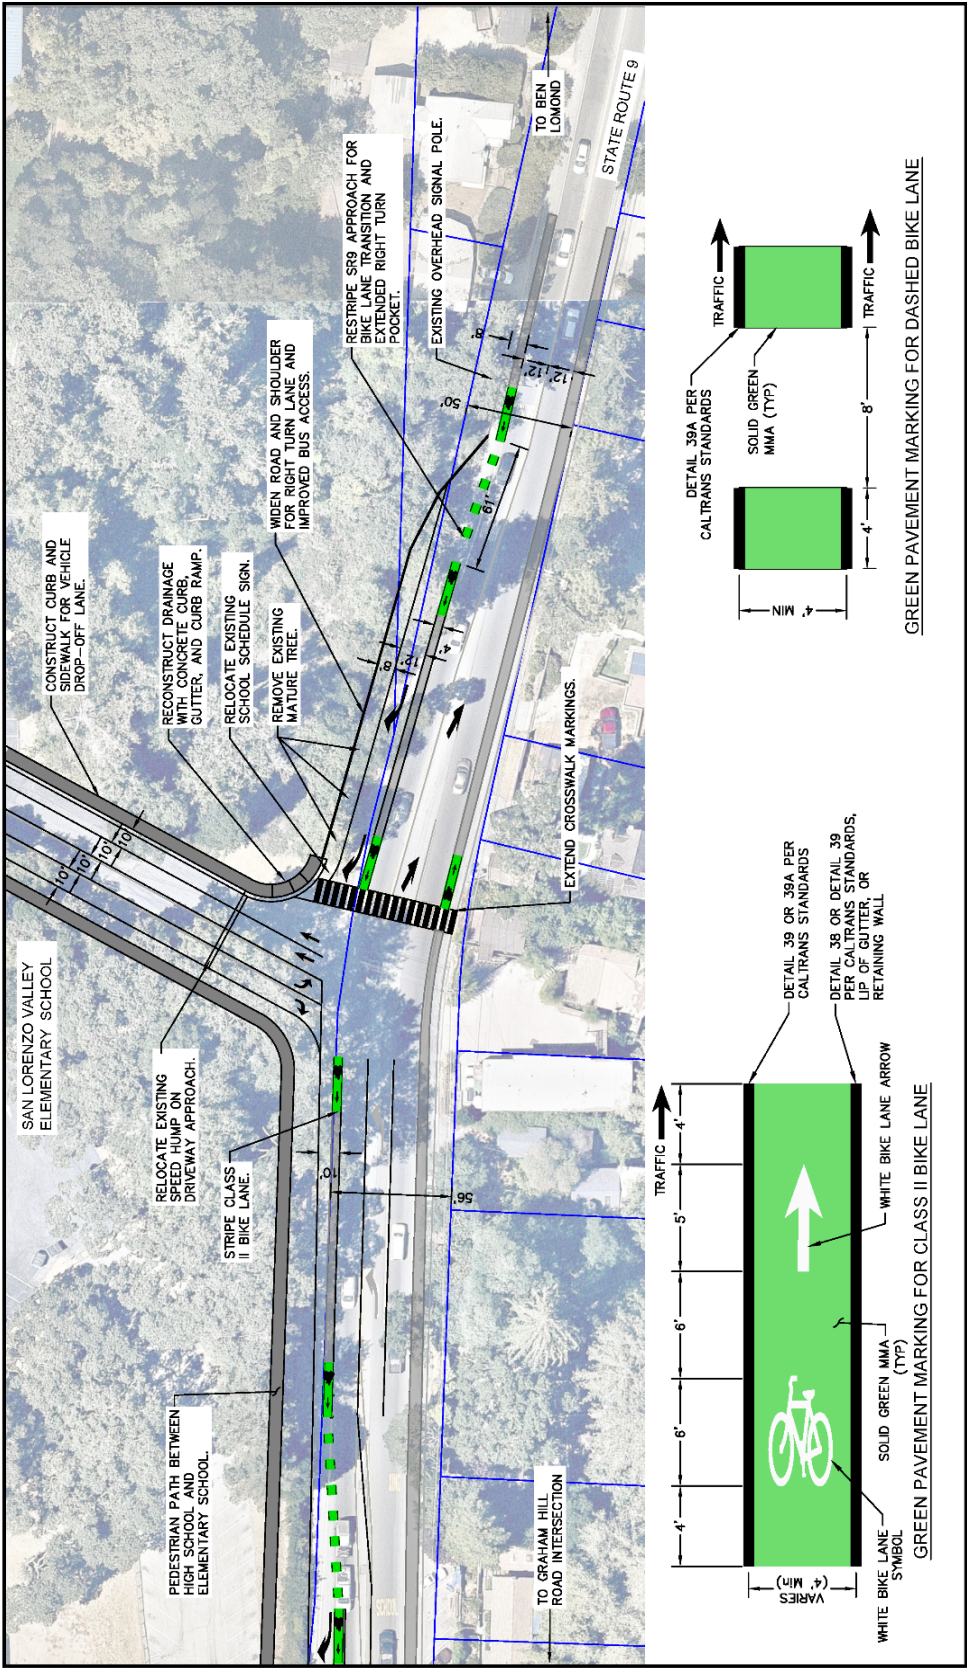 SAN LORENZO VALLEY
ELEMENTARY SCHOOL
CONSTRUCT CURB AND
SIDEWALK FOR VEHICLE
DROP-OFF LANE.
10'
10'
10'
10'
RECONSTRUCT DRAINAGE
WITH CONCRETE CURB,
GUTTER, AND CURB RAMP.
RELOCATE EXISTING
SCHOOL SCHEDULE SIGN.
REMOVE EXISTING
MATURE TREE.
WIDEN ROAD AND SHOULDER
FOR RIGHT TURN LANE AND
IMPROVED BUS ACCESS.
RESTRIPE SR9 APPROACH FOR
BIKE LANE TRANSITION AND
EXTENDED RIGHT TURN
POCKET.
EXISTING OVERHEAD SIGNAL POLE.
TO BEN
LOMOND
STATE ROUTE 9
PEDESTRIAN PATH BETWEEN
HIGH SCHOOL AND
ELEMENTARY SCHOOL.
RELOCATE EXISTING
SPEED HUMP ON
DRIVEWAY APPROACH.
STRIPE CLASS
II BIKE LANE.
10'
56'
8'
12'
4'
61'
50'
8'
12'
12'
EXTEND CROSSWALK MARKINGS.
TO GRAHAM HILL
ROAD INTERSECTION
SCHOOL
TRAFFIC
4'
6'
6'
5'
4'
VARIES
(4' Min)
WHITE BIKE LANE
SYMBOL
SOLID GREEN MMA
(TYP)
WHITE BIKE LANE ARROW
DETAIL 39 OR 39A PER
CALTRANS STANDARDS
DETAIL 38 OR DETAIL 39
PER CALTRANS STANDARDS,
LIP OF GUTTER, OR
RETAINING WALL
GREEN PAVEMENT MARKING FOR CLASS II BIKE LANE
DETAIL 39A PER
CALTRANS STANDARDS
SOLID GREEN
MMA (TYP)
TRAFFIC
TRAFFIC
4' MIN
4'
8'
GREEN PAVEMENT MARKING FOR DASHED BIKE LANE